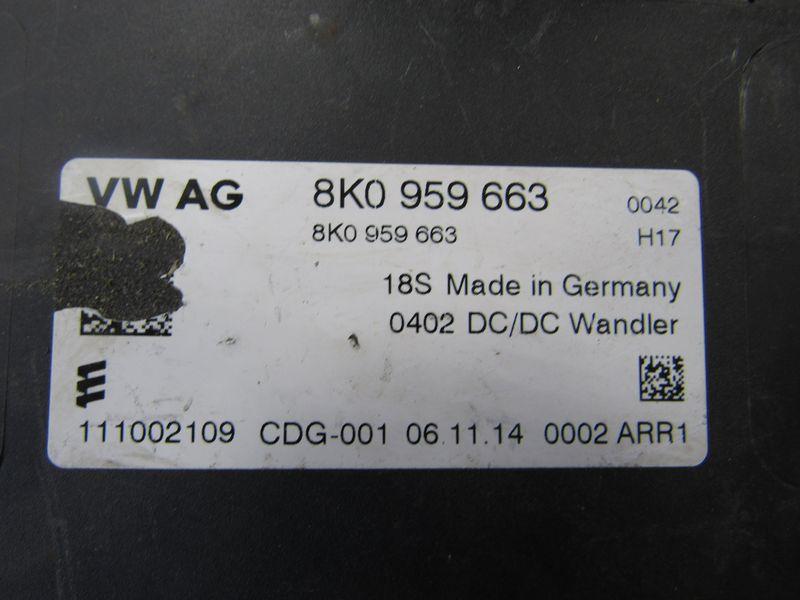 VW AG 8K0 959 663 0042
8K0 959 663 H17
18S Made in Germany
0402 DC/DC Wandler
111002109 CDG-001 06.11.14 0002 ARR1